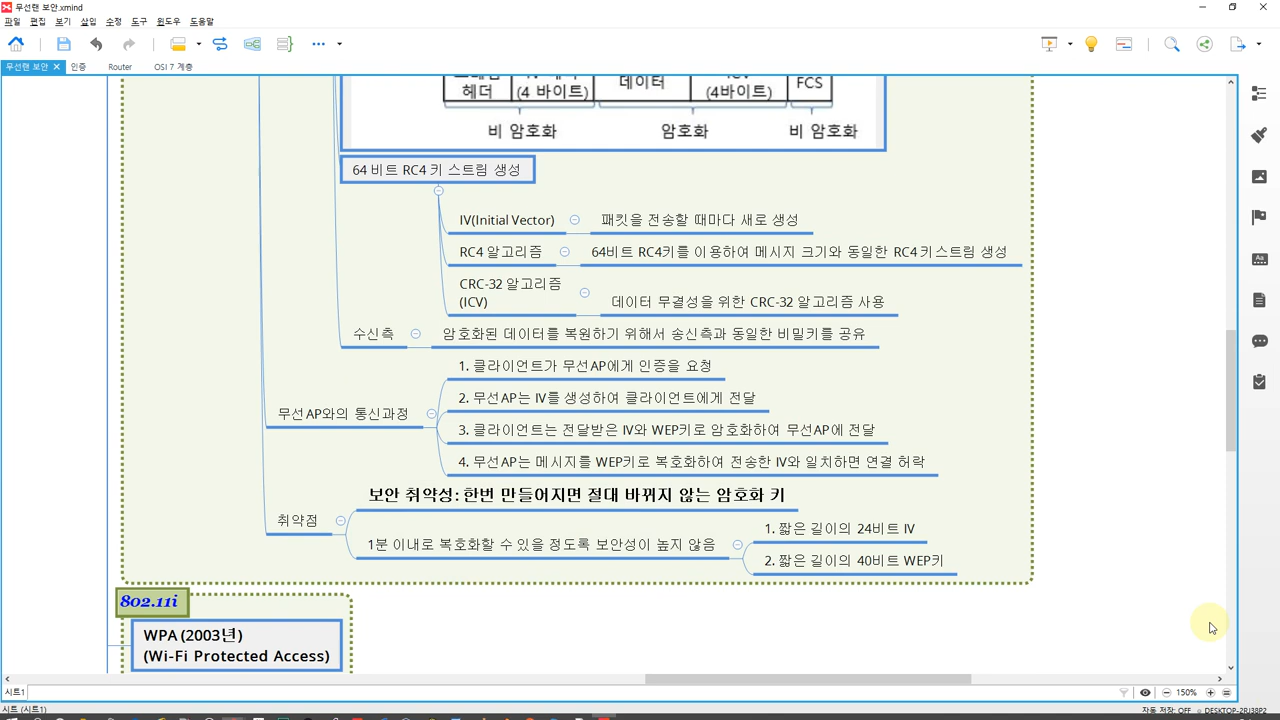 무선랜 보안.xmind
파일 편집 보기 삽입 수정 도구 윈도우 도움말
무선랜 보안 인증 Router OSI 7 계층
헤더 (4 바이트) 데이터 (4바이트) FCS
비 암호화 암호화 비 암호화
64 비트 RC4 키 스트림 생성
IV(Initial Vector) 패킷을 전송할 때마다 새로 생성
RC4 알고리즘 64비트 RC4키를 이용하여 메시지 크기와 동일한 RC4 키스트림 생성
CRC-32 알고리즘
(ICV) 데이터 무결성을 위한 CRC-32 알고리즘 사용
수신측 암호화된 데이터를 복원하기 위해서 송신측과 동일한 비밀키를 공유
무선AP와의 통신과정
1. 클라이언트가 무선AP에게 인증을 요청
2. 무선AP는 IV를 생성하여 클라이언트에게 전달
3. 클라이언트는 전달받은 IV와 WEP키로 암호화하여 무선AP에 전달
4. 무선AP는 메시지를 WEP키로 복호화하여 전송한 IV와 일치하면 연결 허락
취약점
보안 취약성: 한번 만들어지면 절대 바뀌지 않는 암호화 키
1분 이내로 복호화할 수 있을 정도록 보안성이 높지 않음
1. 짧은 길이의 24비트 IV
2. 짧은 길이의 40비트 WEP키
802.11i
WPA (2003년)
(Wi-Fi Protected Access)
시트1
150%
시트 (시트1) 자동 저장: OFF DESKTOP-2RJ38P2